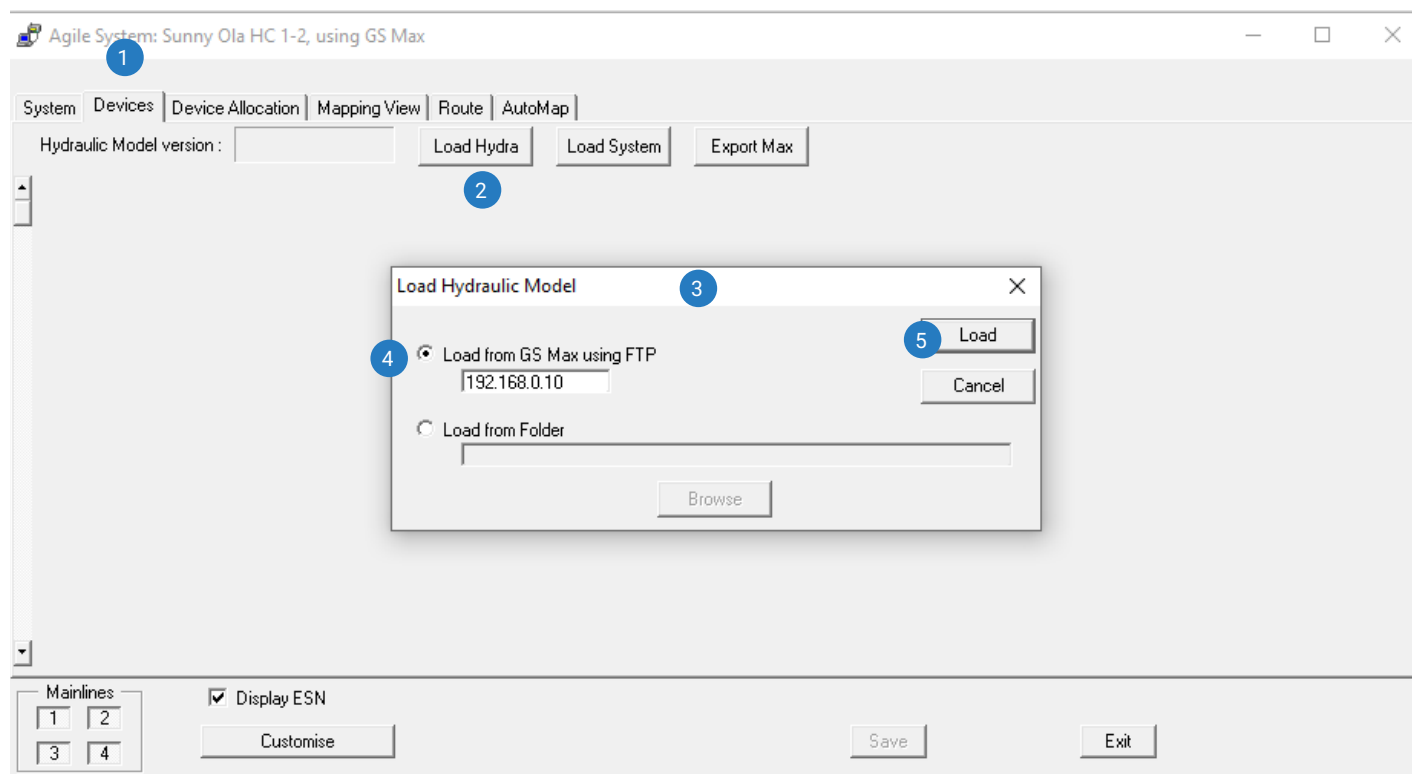 Agile System: Sunny Ola HC 1-2, using GS Max
1
System Devices Device Allocation Mapping View Route AutoMap
Hydraulic Model version : Load Hydra Load System Export Max
2
Load Hydraulic Model 3
5 Load
4 Load from GS Max using FTP
192.168.0.10
Cancel
Load from Folder
Browse
Mainlines
Display ESN
1 2
Customise Save Exit
3 4